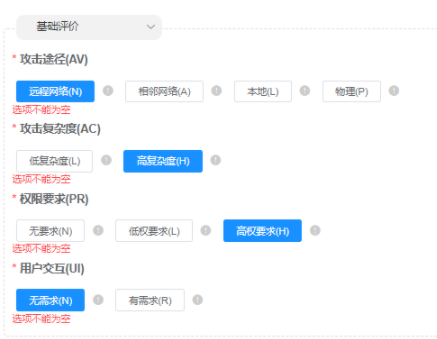 基础评价
* 攻击途径(AV)
远程网络(N) 相邻网络(A) 本地(L) 物理(P)
选项不能为空
* 攻击复杂度(AC)
低复杂度(L) 高复杂度(H)
选项不能为空
* 权限要求(PR)
无要求(N) 低权要求(L) 高权要求(H)
选项不能为空
* 用户交互(UI)
无需求(N) 有需求(R)
选项不能为空